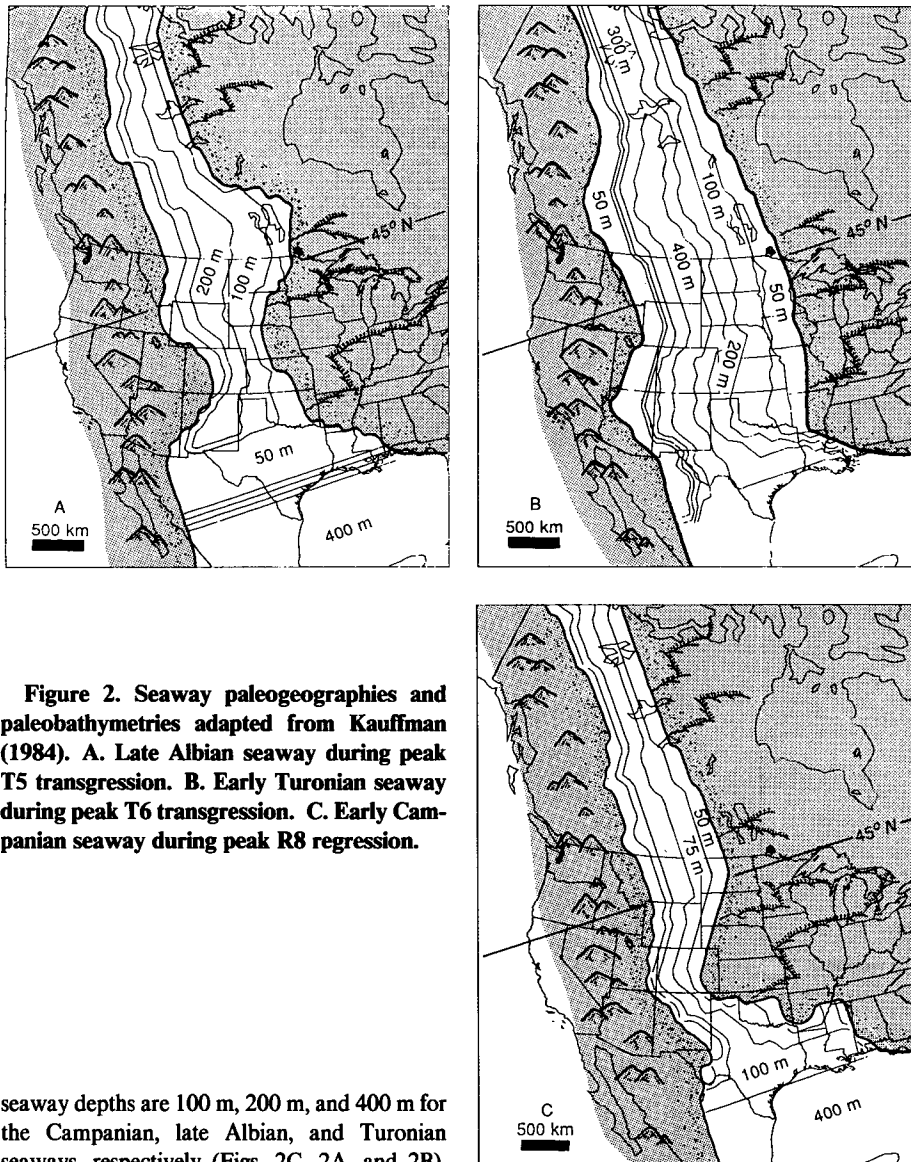 300 m
200 m
100 m
45° N
50 m
400 m
A
500 km
50 m
100 m
45° N
400 m
50 m
200 m
B
500 km
Figure 2. Seaway paleogeographies and
paleobathymetries adapted from Kauffman
(1984). A. Late Albian seaway during peak
T5 transgression. B. Early Turonian seaway
during peak T6 transgression. C. Early Cam-
panian seaway during peak R8 regression.
50 m
75 m
45° N
100 m
400 m
C
500 km
seaway depths are 100 m, 200 m, and 400 m for
the Campanian, late Albian, and Turonian
seaways, respectively (Figs. 2C, 2A, and 2B).